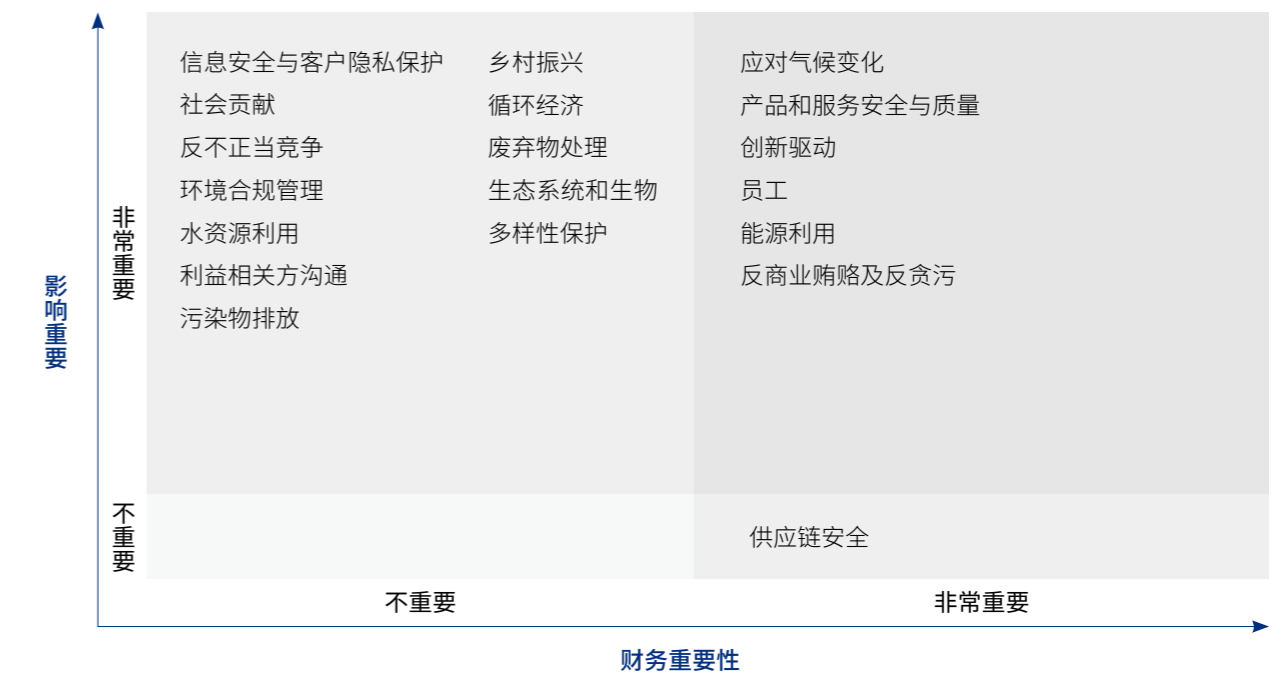 影响重要
非常重要
信息安全与客户隐私保护
社会贡献
反不正当竞争
环境合规管理
水资源利用
利益相关方沟通
污染物排放
乡村振兴
循环经济
废弃物处理
生态系统和生物
多样性保护
应对气候变化
产品和服务安全与质量
创新驱动
员工
能源利用
反商业贿赂及反贪污
不重要
供应链安全
不重要
非常重要
财务重要性